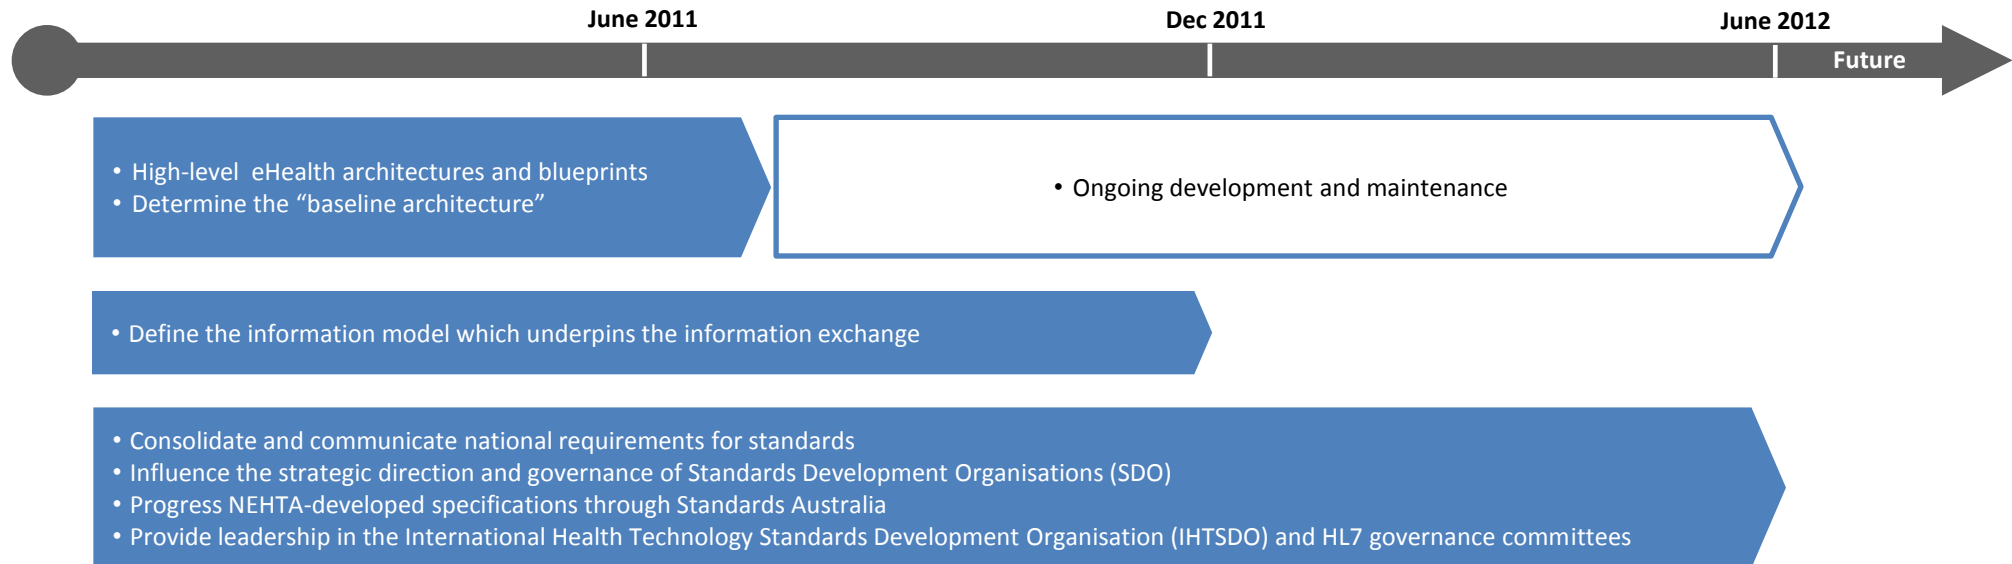 June 2011
Dec 2011
June 2012
Future
• High-level  eHealth architectures and blueprints
• Determine the “baseline architecture”
• Ongoing development and maintenance
• Define the information model which underpins the information exchange
• Consolidate and communicate national requirements for standards
• Influence the strategic direction and governance of Standards Development Organisations (SDO)
• Progress NEHTA-developed specifications through Standards Australia
• Provide leadership in the International Health Technology Standards Development Organisation (IHTSDO) and HL7 governance committees